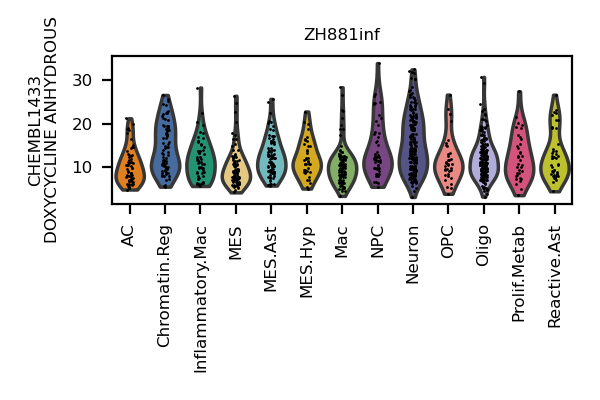 ZH881inf
CHEMBL1433
DOXYCYCLINE ANHYDROUS
30
20
10
AC
Chromatin.Reg
Inflammatory.Mac
MES
MES.Ast
MES.Hyp
Mac
NPC
Neuron
OPC
Oligo
Prolif.Metab
Reactive.Ast